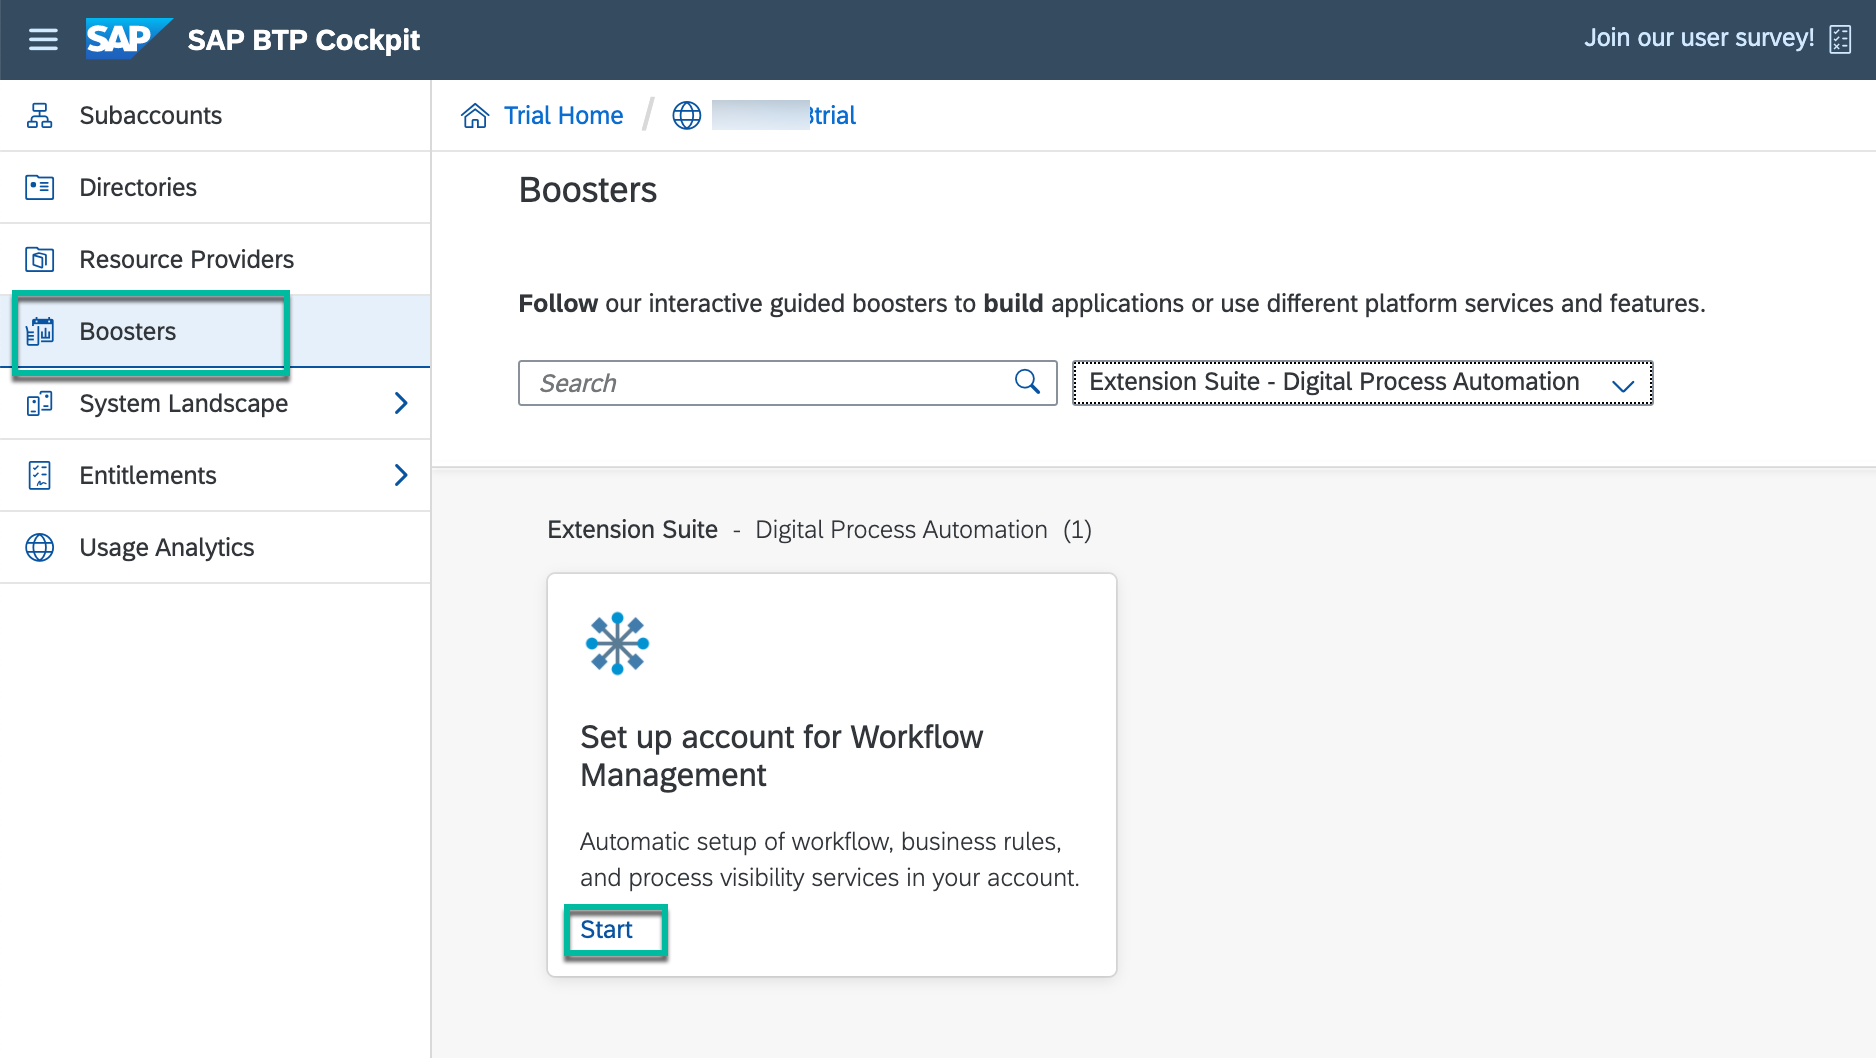 SAP SAP BTP Cockpit
Join our user survey!
Subaccounts
Directories
Resource Providers
Boosters
System Landscape
Entitlements
Usage Analytics
Trial Home / trial
Boosters
Follow our interactive guided boosters to build applications or use different platform services and features.
Search
Extension Suite - Digital Process Automation
Extension Suite - Digital Process Automation (1)
Set up account for Workflow
Management
Automatic setup of workflow, business rules,
and process visibility services in your account.
Start